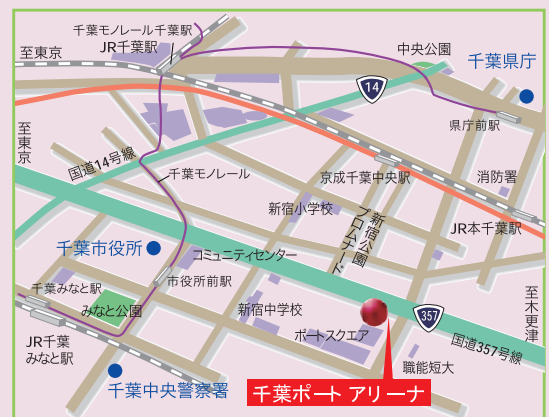 千葉モノレール千葉駅
JR千葉駅
至東京
中央公園
千葉県庁
14
県庁前駅
至東京
国道14号線
千葉モノレール
京成千葉中央駅
消防署
新宿小学校
新宿公園
プロムナード
JR本千葉駅
千葉市役所
コミュニティセンター
市役所前駅
千葉みなと駅
みなと公園
新宿中学校
ポートスクエア
357
至木更津
国道357号線
JR千葉
みなと駅
職能短大
千葉中央警察署
千葉ポートアリーナ